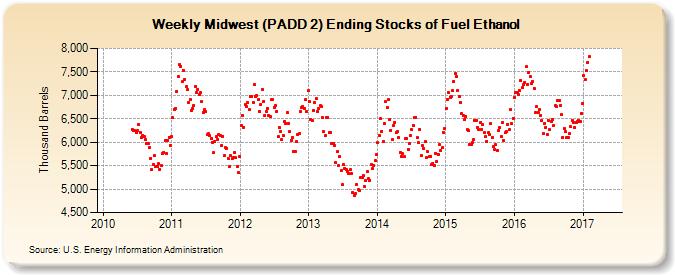 Weekly Midwest (PADD 2) Ending Stocks of Fuel Ethanol
Thousand Barrels
8,000
7,500
7,000
6,500
6,000
5,500
5,000
4,500
2010 2011 2012 2013 2014 2015 2016 2017
Source: U.S. Energy Information Administration